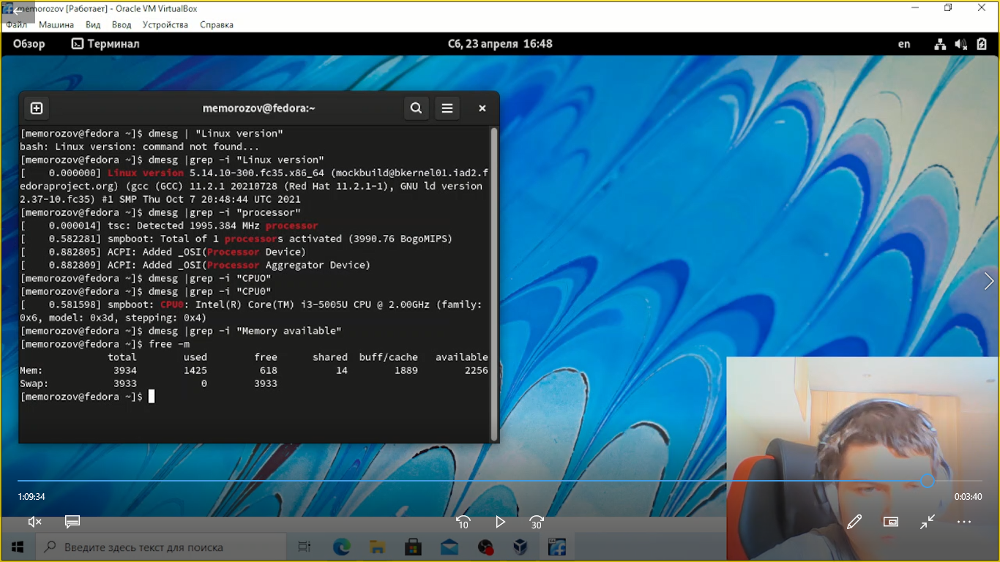 memorozov [Работает] - Oracle VM VirtualBox
Файл Машина Вид Ввод Устройства Справка
Обзор Терминал Сб, 23 апреля 16:48 en
memorozov@fedora:~
[memorozov@fedora ~]$ dmesg | "Linux version"
bash: Linux version: command not found...
[memorozov@fedora ~]$ dmesg |grep -i "Linux version"
[    0.000000] Linux version 5.14.10-300.fc35.x86_64 (mockbuild@bkernel01.iad2.f
edoraproject.org) (gcc (GCC) 11.2.1 20210728 (Red Hat 11.2.1-1), GNU ld version
2.37-10.fc35) #1 SMP Thu Oct 7 20:48:44 UTC 2021
[memorozov@fedora ~]$ dmesg |grep -i "processor"
[    0.000014] tsc: Detected 1995.384 MHz processor
[    0.582281] smpboot: Total of 1 processors activated (3990.76 BogoMIPS)
[    0.882805] ACPI: Added _OSI(Processor Device)
[    0.882809] ACPI: Added _OSI(Processor Aggregator Device)
[memorozov@fedora ~]$ dmesg |grep -i "CPUO"
[memorozov@fedora ~]$ dmesg |grep -i "CPU0"
[    0.581598] smpboot: CPU0: Intel(R) Core(TM) i3-5005U CPU @ 2.00GHz (family:
0x6, model: 0x3d, stepping: 0x4)
[memorozov@fedora ~]$ dmesg |grep -i "Memory available"
[memorozov@fedora ~]$ free -m
total used free shared buff/cache available
Mem: 3934 1425 618 14 1889 2256
Swap: 3933 0 3933
[memorozov@fedora ~]$
1:09:34 0:03:40
10 30
Введите здесь текст для поиска